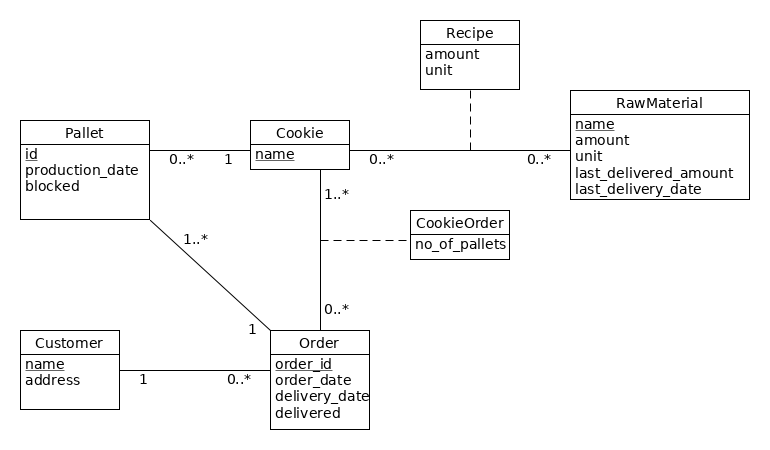 Recipe
amount
unit
RawMaterial
name
amount
unit
last_delivered_amount
last_delivery_date
Pallet
id
production_date
blocked
Cookie
name
0..*
1
0..*
0..*
1..*
CookieOrder
no_of_pallets
1..*
0..*
1
Customer
name
address
Order
order_id
order_date
delivery_date
delivered
1
0..*